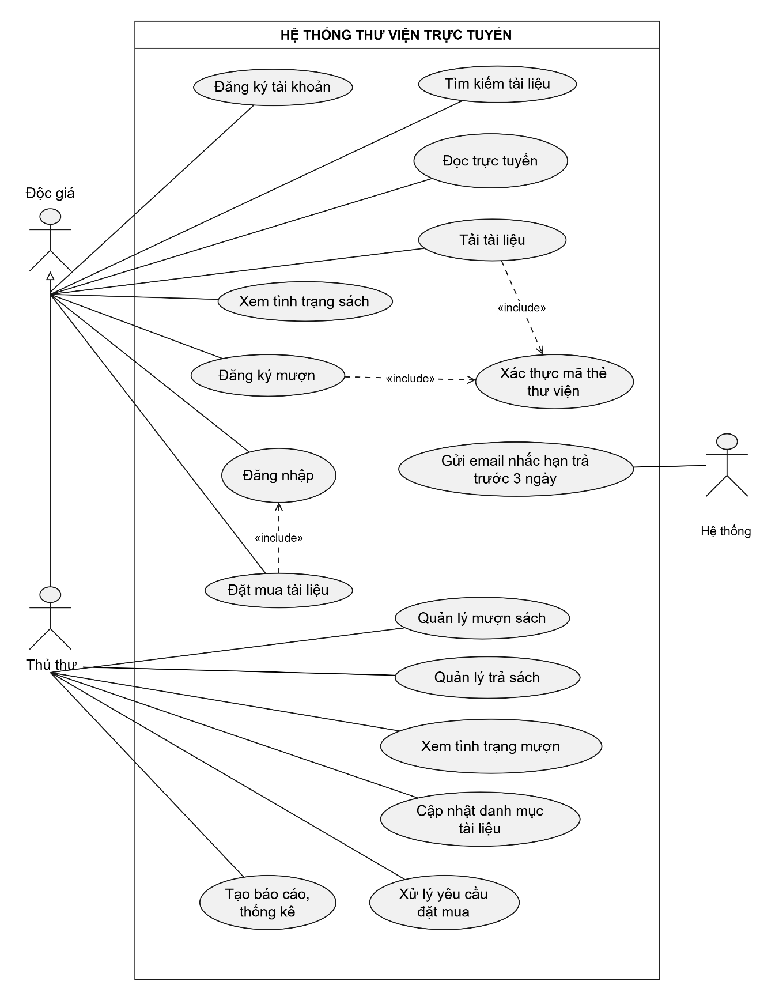 HỆ THỐNG THƯ VIỆN TRỰC TUYẾN
Đăng ký tài khoản
Tìm kiếm tài liệu
Đọc trực tuyến
Độc giả
Tải tài liệu
Xem tình trạng sách
«include»
Đăng ký mượn
«include»
Xác thực mã thẻ
thư viện
Đăng nhập
Gửi email nhắc hạn trả
trước 3 ngày
Hệ thống
«include»
Đặt mua tài liệu
Quản lý mượn sách
Thủ thư
Quản lý trả sách
Xem tình trạng mượn
Cập nhật danh mục
tài liệu
Tạo báo cáo,
thống kê
Xử lý yêu cầu
đặt mua